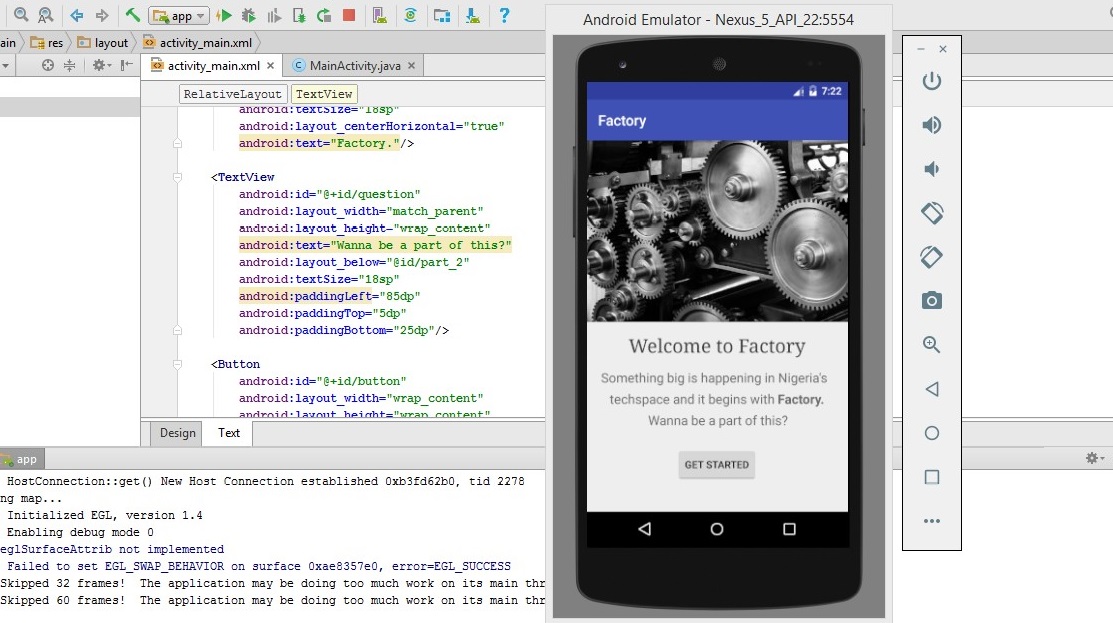 app
Android Emulator - Nexus_5_API_22:5554
ain
res
layout
activity_main.xml
activity_main.xml
MainActivity.java
RelativeLayout
TextView
android:textSize="18sp"
android:layout_centerHorizontal="true"
android:text="Factory."/>
<TextView
android:id="@+id/question"
android:layout_width="match_parent"
android:layout_height="wrap_content"
android:text="Wanna be a part of this?"
android:layout_below="@id/part_2"
android:textSize="18sp"
android:paddingLeft="85dp"
android:paddingTop="5dp"
android:paddingBottom="25dp"/>
<Button
android:id="@+id/button"
android:layout_width="wrap_content"
android:layout_height="wrap_content"
Design
Text
7:22
Factory
Welcome to Factory
Something big is happening in Nigeria's
techspace and it begins with Factory.
Wanna be a part of this?
GET STARTED
app
HostConnection::get() New Host Connection established 0xb3fd62b0, tid 2278
ng map...
Initialized EGL, version 1.4
Enabling debug mode 0
eglSurfaceAttrib not implemented
Failed to set EGL_SWAP_BEHAVIOR on surface 0xae8357e0, error=EGL_SUCCESS
Skipped 32 frames!  The application may be doing too much work on its main thr
Skipped 60 frames!  The application may be doing too much work on its main thr